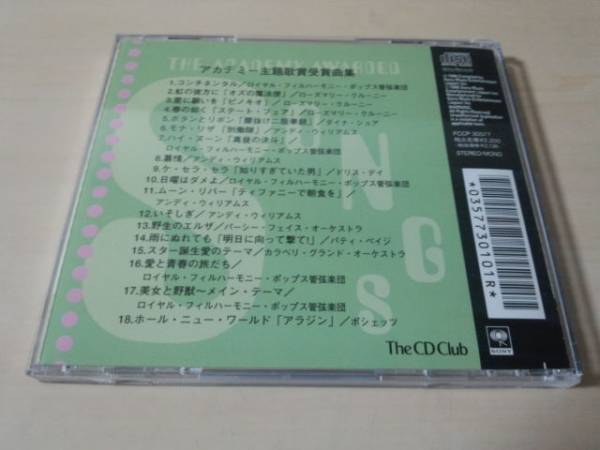 THE ACADEMY AWARDED
アカデミー主題歌賞受賞曲集
1.コンチネンタル／ロイヤル・フィルハーモニー・ポップス管弦楽団
2.虹の彼方に「オズの魔法使」／ローズマリー・クルーニー
3.星に願いを「ピノキオ」／ローズマリー・クルーニー
4.春の如く「ステート・フェア」／ローズマリー・クルーニー
5.ボタンとリボン「腰抜け二挺拳銃」／ダイナ・ショア
6.モナ・リザ「別働隊」／アンディ・ウィリアムス
7.ハイ・ヌーン「真昼の決斗」／
ロイヤル・フィルハーモニー・ポップス管弦楽団
8.慕情／アンディ・ウィリアムス
9.ケ・セラ・セラ「知りすぎていた男」／ドリス・デイ
10.日曜はダメよ／ロイヤル・フィルハーモニー・ポップス管弦楽団
11.ムーン・リバー「ティファニーで朝食を」／
アンディ・ウィリアムス
12.いそしぎ／アンディ・ウィリアムス
13.野生のエルザ／パーシー・フェイス・オーケストラ
14.雨にぬれても「明日に向って撃て!」／パティ・ペイジ
15.スター誕生愛のテーマ／カラベリ・グランド・オーケストラ
16.愛と青春の旅だち／
ロイヤル・フィルハーモニー・ポップス管弦楽団
17.美女と野獣〜メイン・テーマ／
ロイヤル・フィルハーモニー・ポップス管弦楽団
18.ホール・ニュー・ワールド「アラジン」／ポシェッツ
SONGS
The CD Club
FCCP 30577
STEREO/MONO
*0357730101R*
SONY